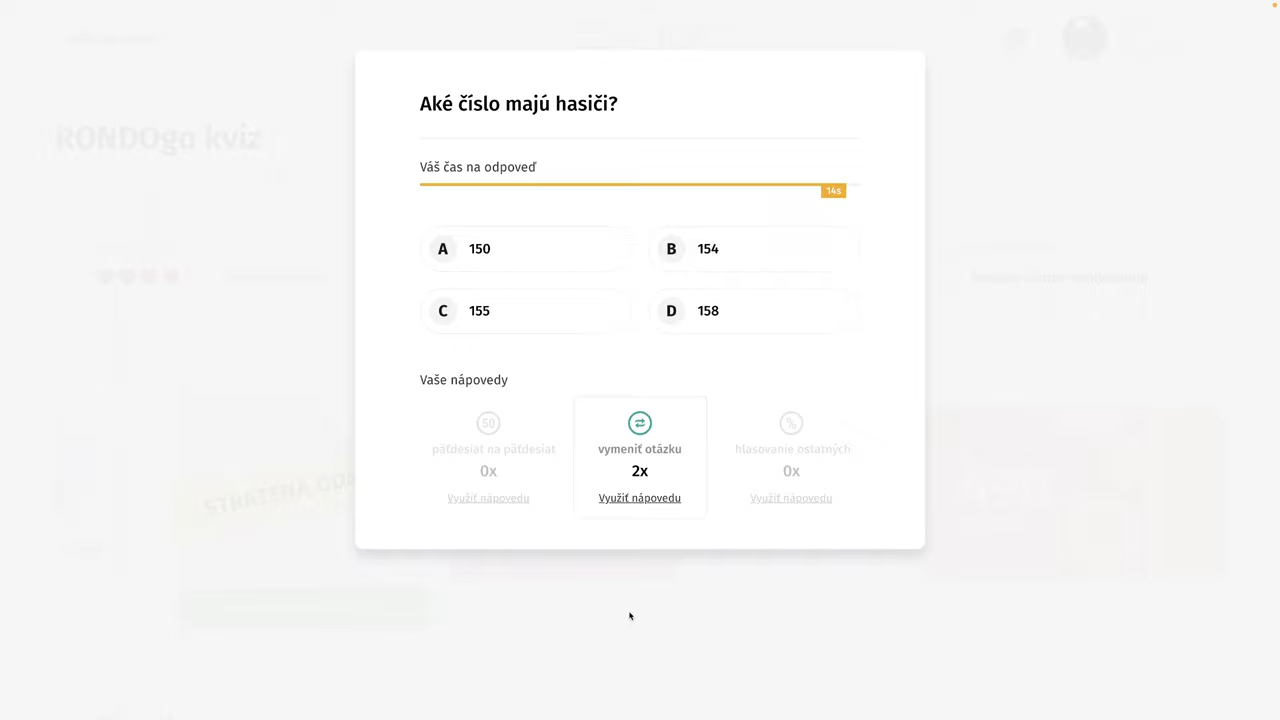 RONDOgo kvíz
Aké číslo majú hasiči?
Váš čas na odpoveď
14s
A 150
B 154
C 155
D 158
Vaše nápovedy
50
päťdesiat na päťdesiat
0x
Využiť nápovedu
vymeniť otázku
2x
Využiť nápovedu
%
hlasovanie ostatných
0x
Využiť nápovedu